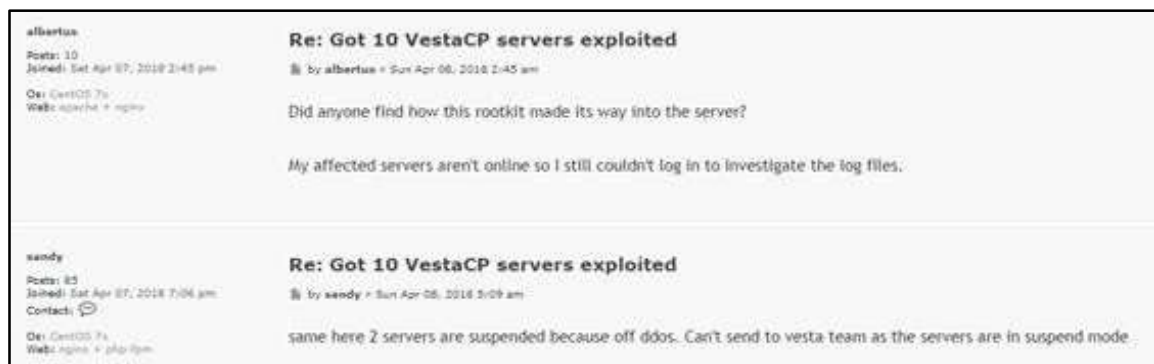 albertus
Posts: 10
Joined: Sat Apr 07, 2018 2:45 pm
Os: CentOS 7x
Web: apache + nginx
Re: Got 10 VestaCP servers exploited
by albertus » Sun Apr 08, 2018 2:45 am
Did anyone find how this rootkit made its way into the server?
My affected servers aren't online so I still couldn't log in to investigate the log files.
sandy
Posts: 85
Joined: Sat Apr 07, 2018 7:06 pm
Contact:
Os: CentOS 7x
Web: nginx + php-fpm
Re: Got 10 VestaCP servers exploited
by sandy » Sun Apr 08, 2018 5:09 am
same here 2 servers are suspended because off ddos. Can't send to vesta team as the servers are in suspend mode